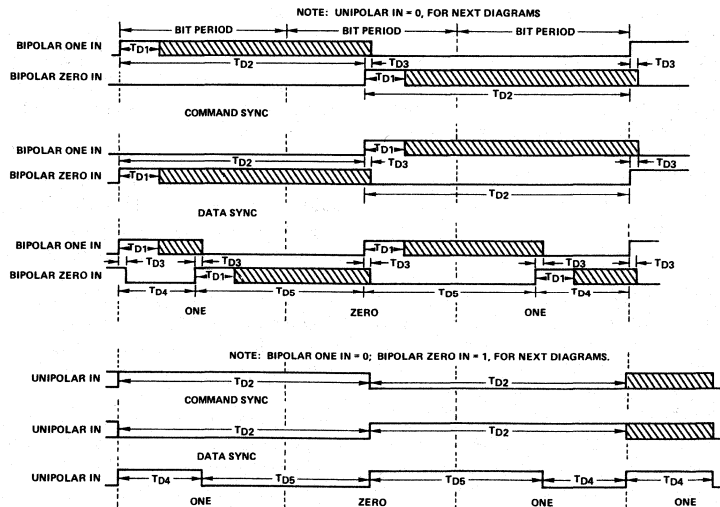 NOTE: UNIPOLAR IN = 0, FOR NEXT DIAGRAMS
BIT PERIOD BIT PERIOD BIT PERIOD
BIPOLAR ONE IN TD1 TD3
TD2 TD3
BIPOLAR ZERO IN TD1
TD2
COMMAND SYNC
BIPOLAR ONE IN TD1
TD2 TD3 TD3
BIPOLAR ZERO IN TD1
TD2
DATA SYNC
BIPOLAR ONE IN TD1 TD1
TD3 TD3 TD3 TD3 TD3
BIPOLAR ZERO IN TD1 TD1
TD4 TD5 TD5 TD4
ONE ZERO ONE
NOTE: BIPOLAR ONE IN = 0; BIPOLAR ZERO IN = 1, FOR NEXT DIAGRAMS.
UNIPOLAR IN TD2 TD2
COMMAND SYNC
UNIPOLAR IN TD2 TD2
DATA SYNC
UNIPOLAR IN TD4 TD5 TD5 TD4 TD4
ONE ZERO ONE ONE